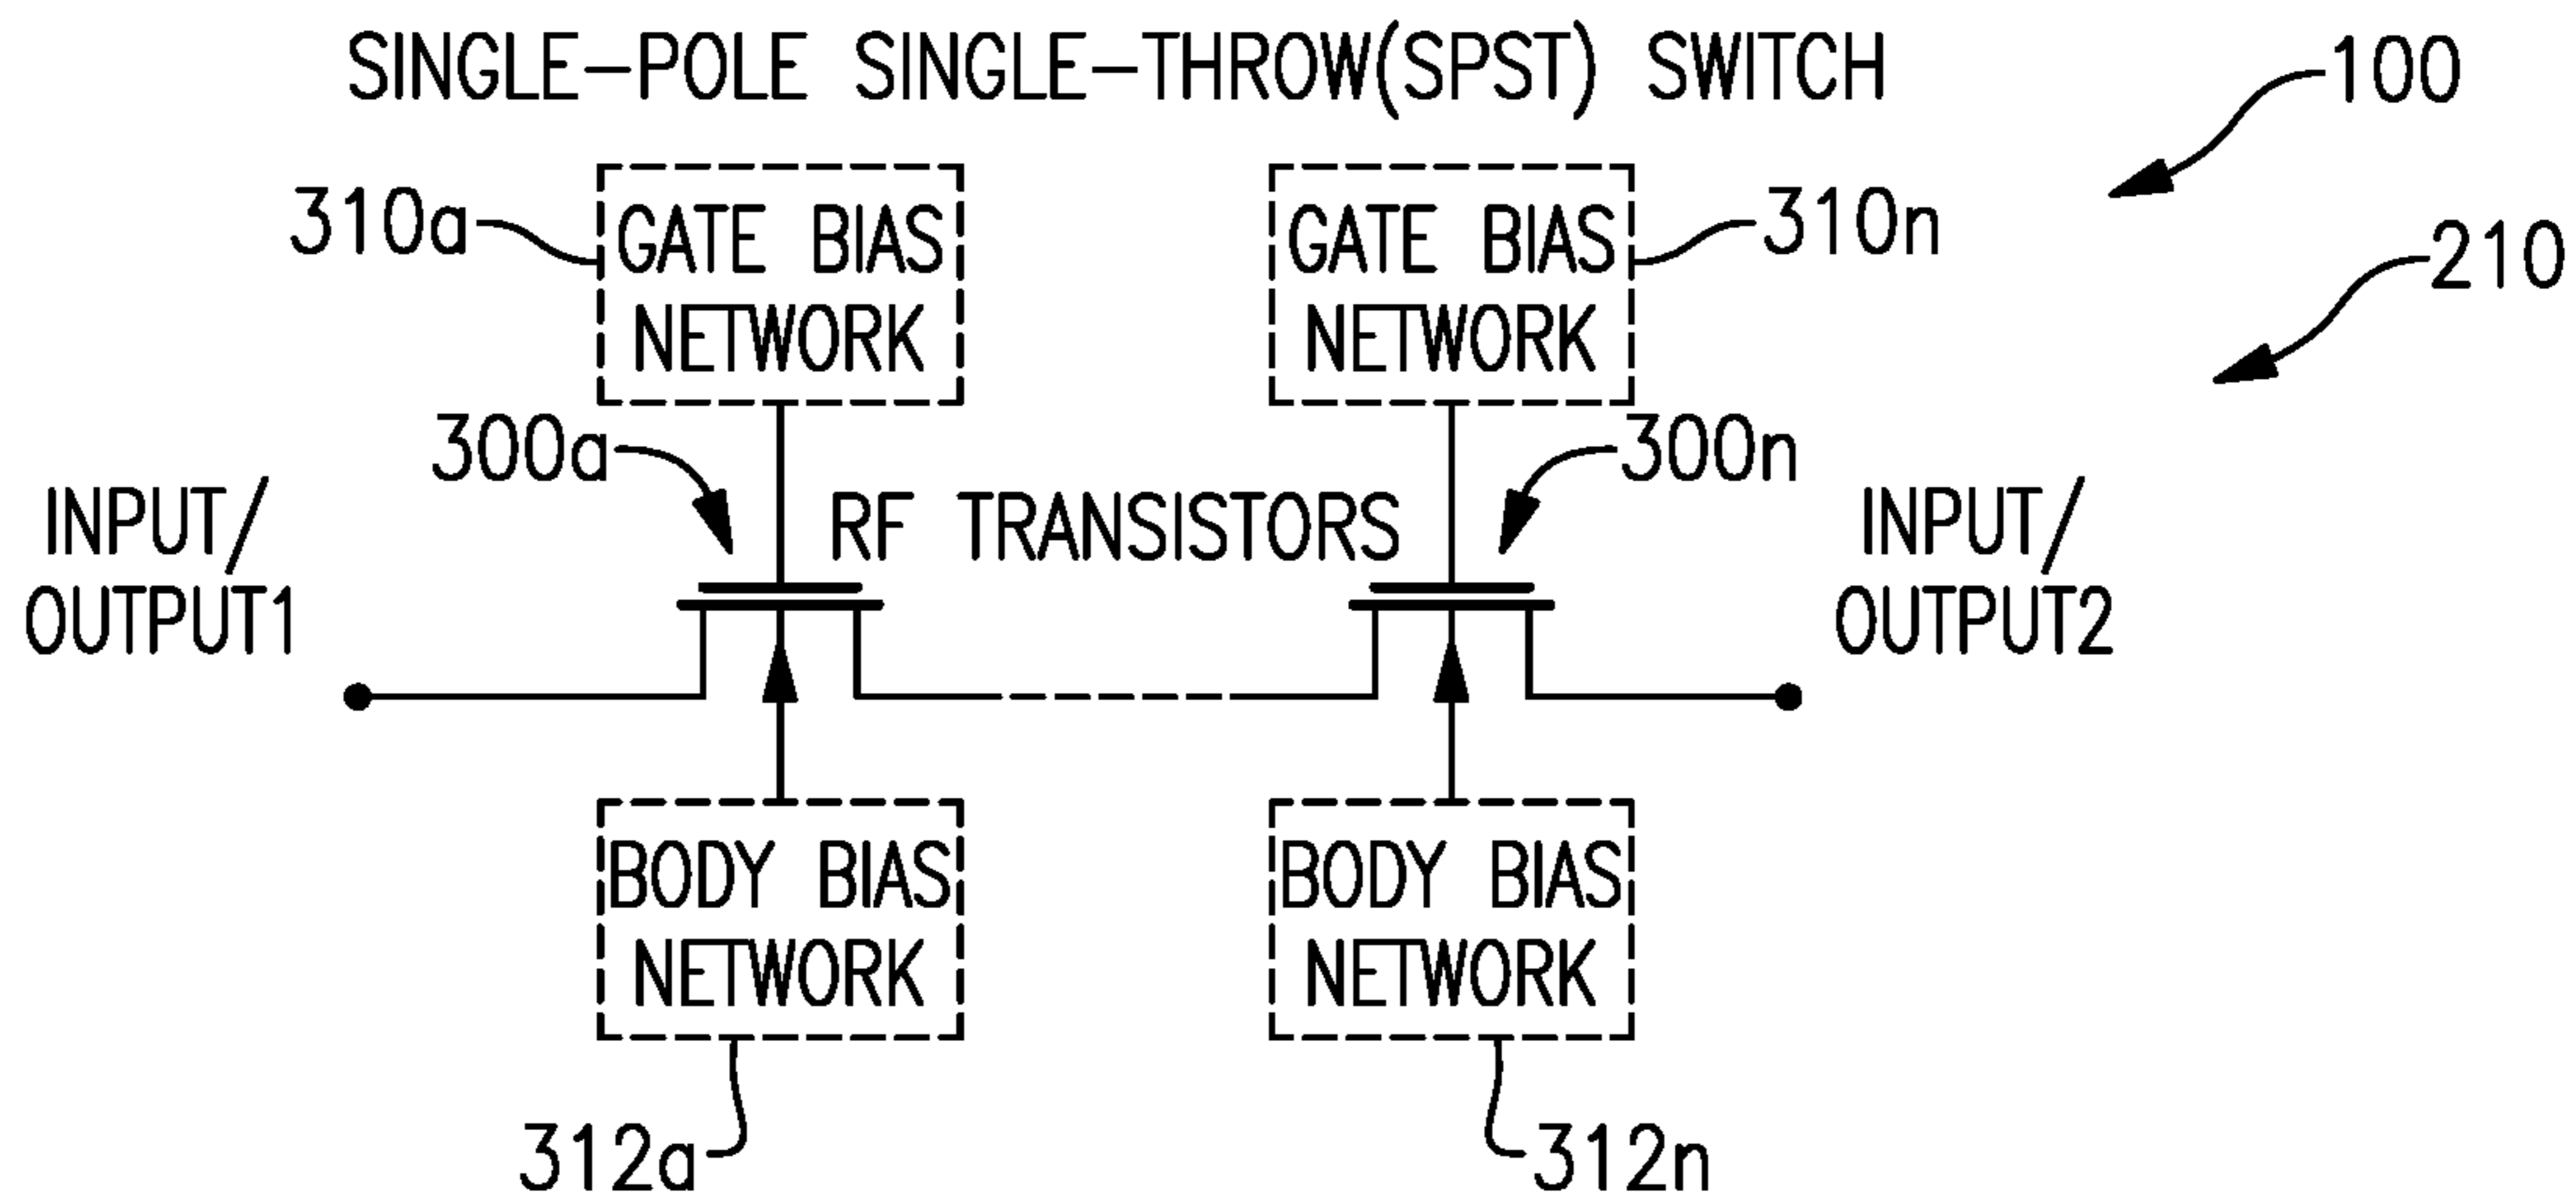 SINGLE-POLE SINGLE-THROW(SPST) SWITCH
100
310a
GATE BIAS
NETWORK
GATE BIAS
NETWORK
310n
210
300a
300n
RF TRANSISTORS
INPUT/
OUTPUT1
INPUT/
OUTPUT2
BODY BIAS
NETWORK
BODY BIAS
NETWORK
312a
312n